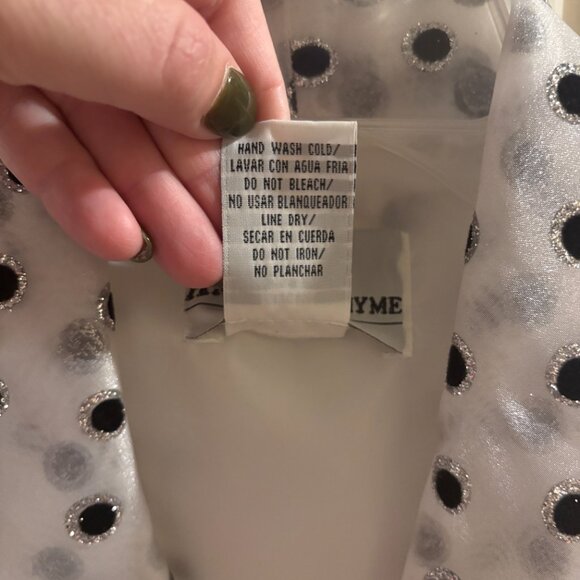 HAND WASH COLD/
LAVAR CON AGUA FRIA
DO NOT BLEACH/
NO USAR BLANQUEADOR
LINE DRY/
SECAR EN CUERDA
DO NOT IRON/
NO PLANCHAR